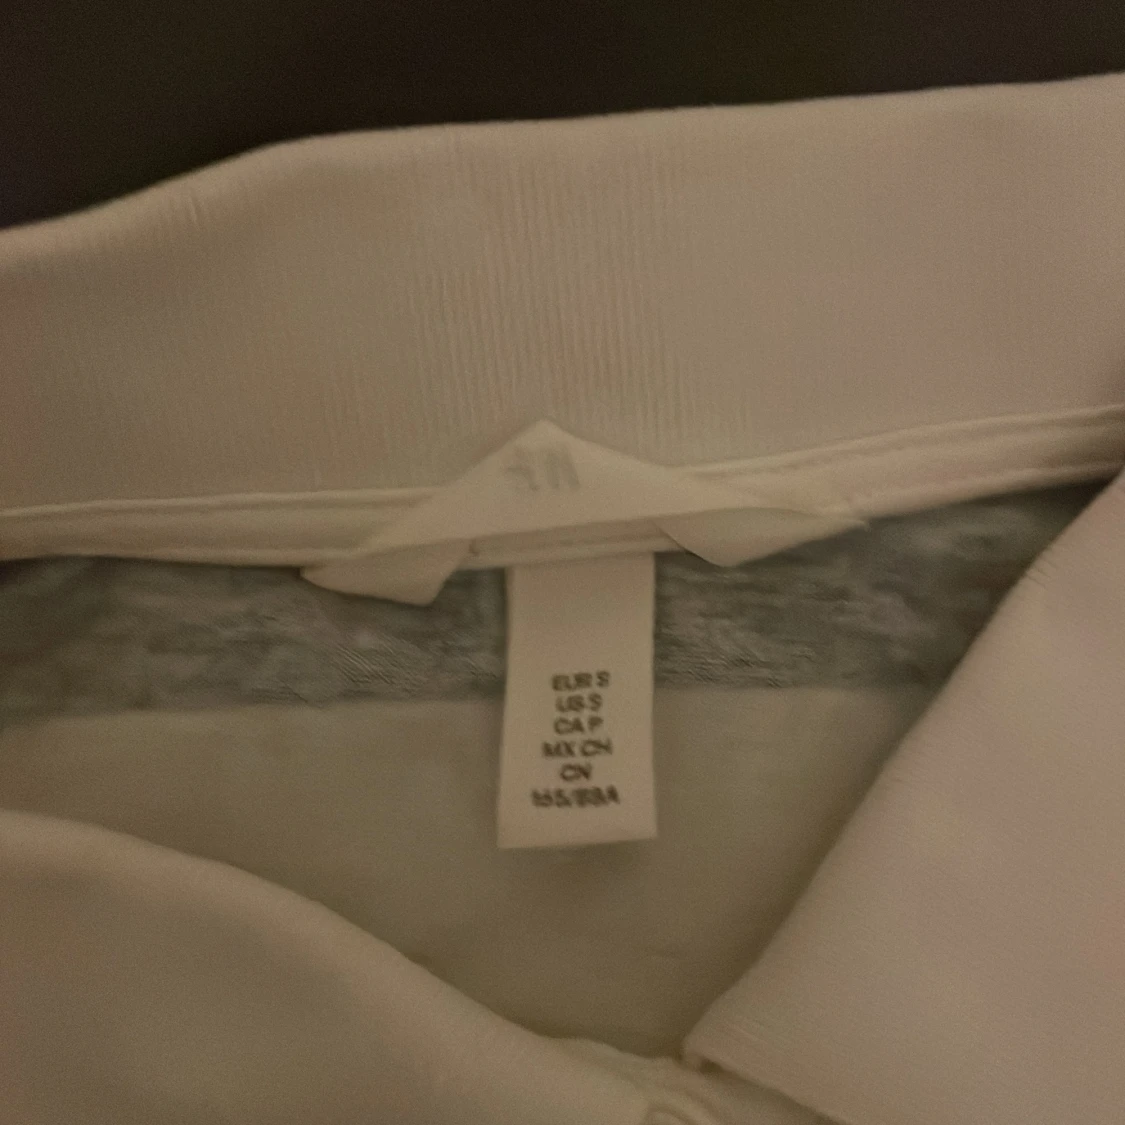 EUR S
US S
CA P
MX CH
CN
165/88A